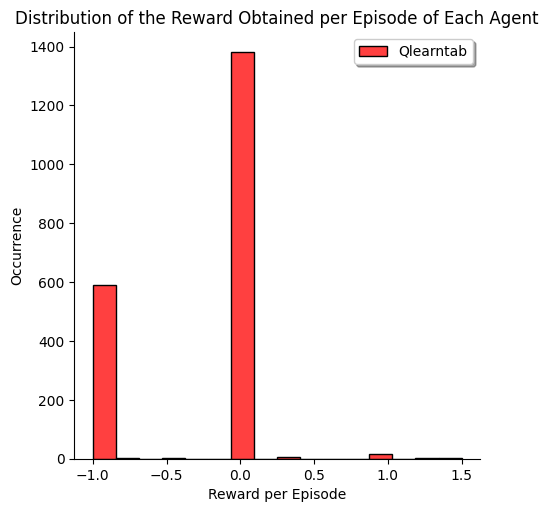 Distribution of the Reward Obtained per Episode of Each Agent
Qlearntab
1400
1200
1000
800
600
400
200
0
Occurrence
−1.0 −0.5 0.0 0.5 1.0 1.5
Reward per Episode